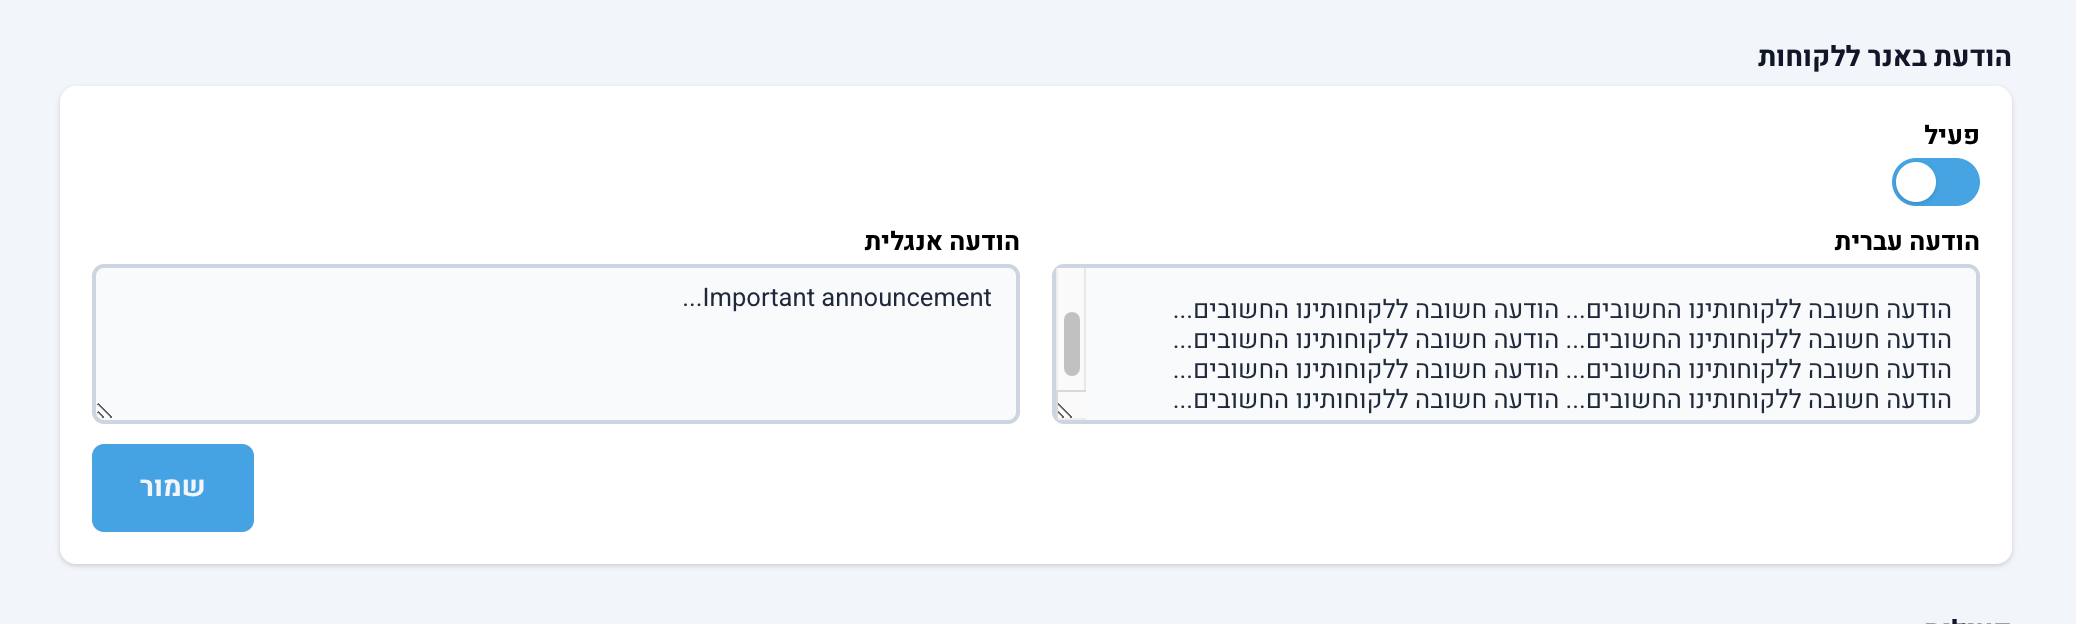 הודעת באנר ללקוחות
פעיל
הודעה עברית
הודעה חשובה ללקוחותינו החשובים... הודעה חשובה ללקוחותינו החשובים...
הודעה חשובה ללקוחותינו החשובים... הודעה חשובה ללקוחותינו החשובים...
הודעה חשובה ללקוחותינו החשובים... הודעה חשובה ללקוחותינו החשובים...
הודעה חשובה ללקוחותינו החשובים... הודעה חשובה ללקוחותינו החשובים...
הודעה אנגלית
Important announcement...
שמור